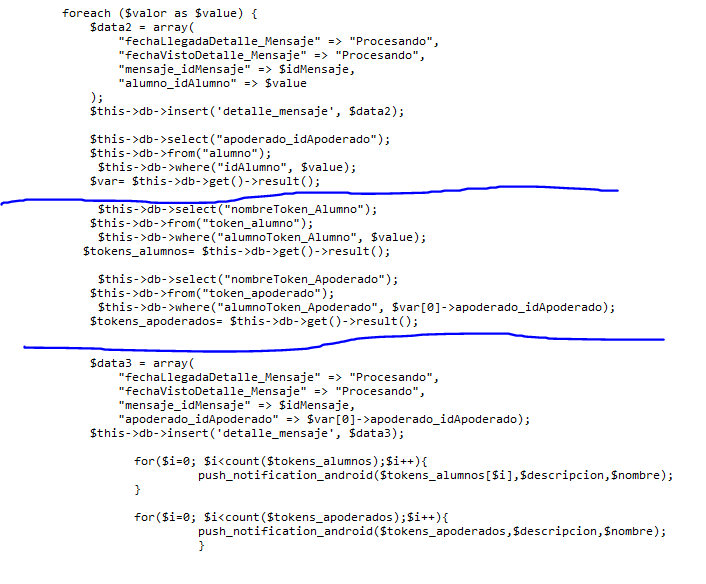 foreach ($valor as $value) {
$data2 = array(
"fechaLlegadaDetalle_Mensaje" => "Procesando",
"fechaVistoDetalle_Mensaje" => "Procesando",
"mensaje_idMensaje" => $idMensaje,
"alumno_idAlumno" => $value
);
$this->db->insert('detalle_mensaje', $data2);
$this->db->select("apoderado_idApoderado");
$this->db->from("alumno");
$this->db->where("idAlumno", $value);
$var= $this->db->get()->result();
$this->db->select("nombreToken_Alumno");
$this->db->from("token_alumno");
$this->db->where("alumnoToken_Alumno", $value);
$tokens_alumnos= $this->db->get()->result();
$this->db->select("nombreToken_Apoderado");
$this->db->from("token_apoderado");
$this->db->where("alumnoToken_Apoderado", $var[0]->apoderado_idApoderado);
$tokens_apoderados= $this->db->get()->result();
$data3 = array(
"fechaLlegadaDetalle_Mensaje" => "Procesando",
"fechaVistoDetalle_Mensaje" => "Procesando",
"mensaje_idMensaje" => $idMensaje,
"apoderado_idApoderado" => $var[0]->apoderado_idApoderado);
$this->db->insert('detalle_mensaje', $data3);
for($i=0; $i<count($tokens_alumnos);$i++){
push_notification_android($tokens_alumnos[$i],$descripcion,$nombre);
}
for($i=0; $i<count($tokens_apoderados);$i++){
push_notification_android($tokens_apoderados,$descripcion,$nombre);
}